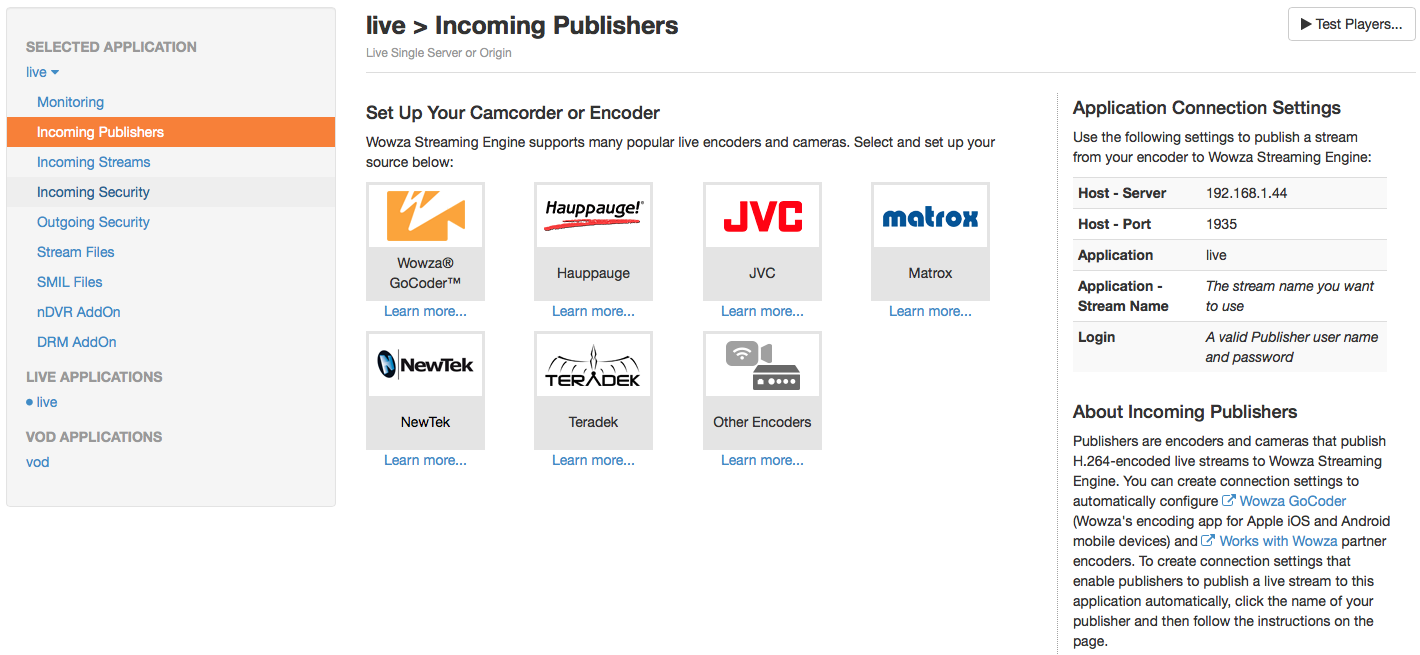 SELECTED APPLICATION
live
Monitoring
Incoming Publishers
Incoming Streams
Incoming Security
Outgoing Security
Stream Files
SMIL Files
nDVR AddOn
DRM AddOn
LIVE APPLICATIONS
live
VOD APPLICATIONS
vod
live > Incoming Publishers
Live Single Server or Origin
Test Players...
Set Up Your Camcorder or Encoder
Wowza Streaming Engine supports many popular live encoders and cameras. Select and set up your
source below:
Hauppauge!®
JVC
matrox
Wowza®
GoCoder™
Hauppauge
JVC
Matrox
Learn more...
Learn more...
Learn more...
Learn more...
NewTek
TERADEK
NewTek
Teradek
Other Encoders
Learn more...
Learn more...
Learn more...
Application Connection Settings
Use the following settings to publish a stream
from your encoder to Wowza Streaming Engine:
Host - Server 192.168.1.44
Host - Port 1935
Application live
Application - The stream name you want
Stream Name to use
Login A valid Publisher user name
and password
About Incoming Publishers
Publishers are encoders and cameras that publish
H.264-encoded live streams to Wowza Streaming
Engine. You can create connection settings to
automatically configure Wowza GoCoder
(Wowza's encoding app for Apple iOS and Android
mobile devices) and Works with Wowza partner
encoders. To create connection settings that
enable publishers to publish a live stream to this
application automatically, click the name of your
publisher and then follow the instructions on the
page.